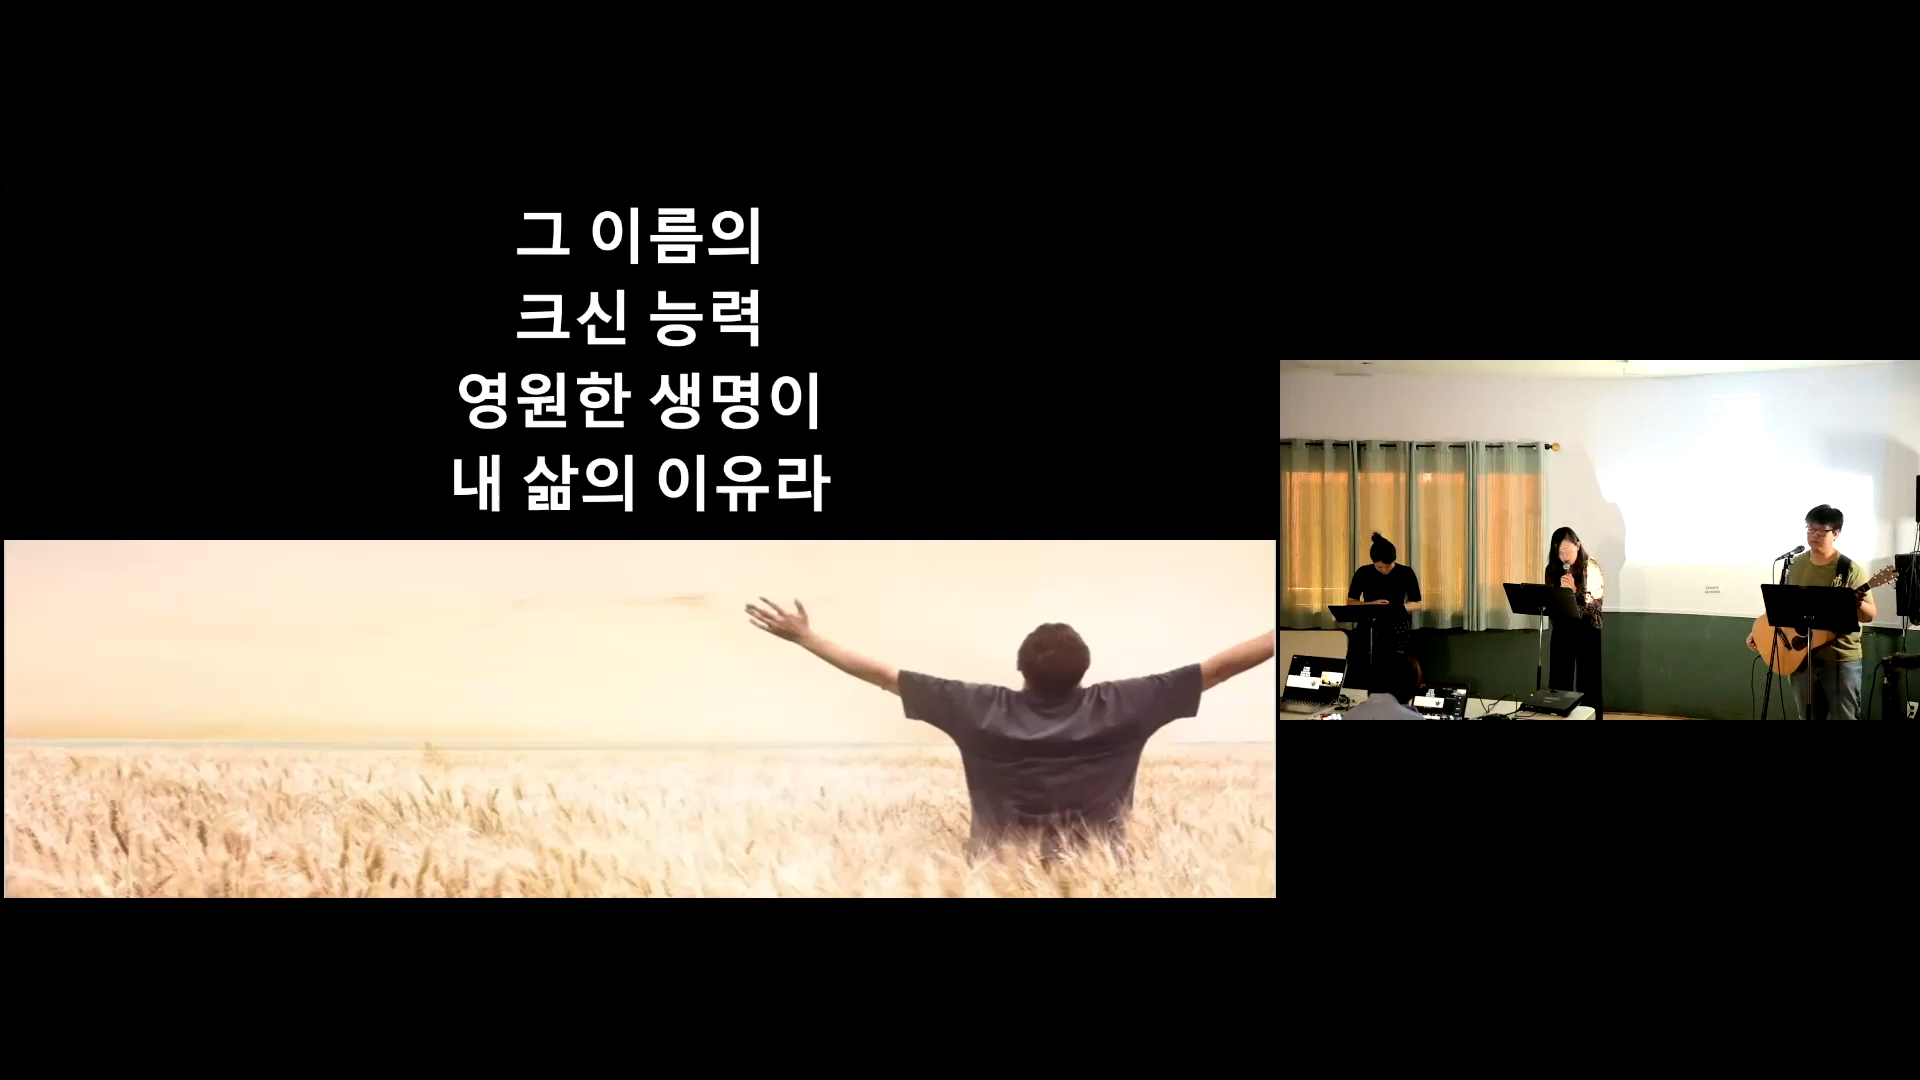 그 이름의
크신 능력
영원한 생명이
내 삶의 이유라